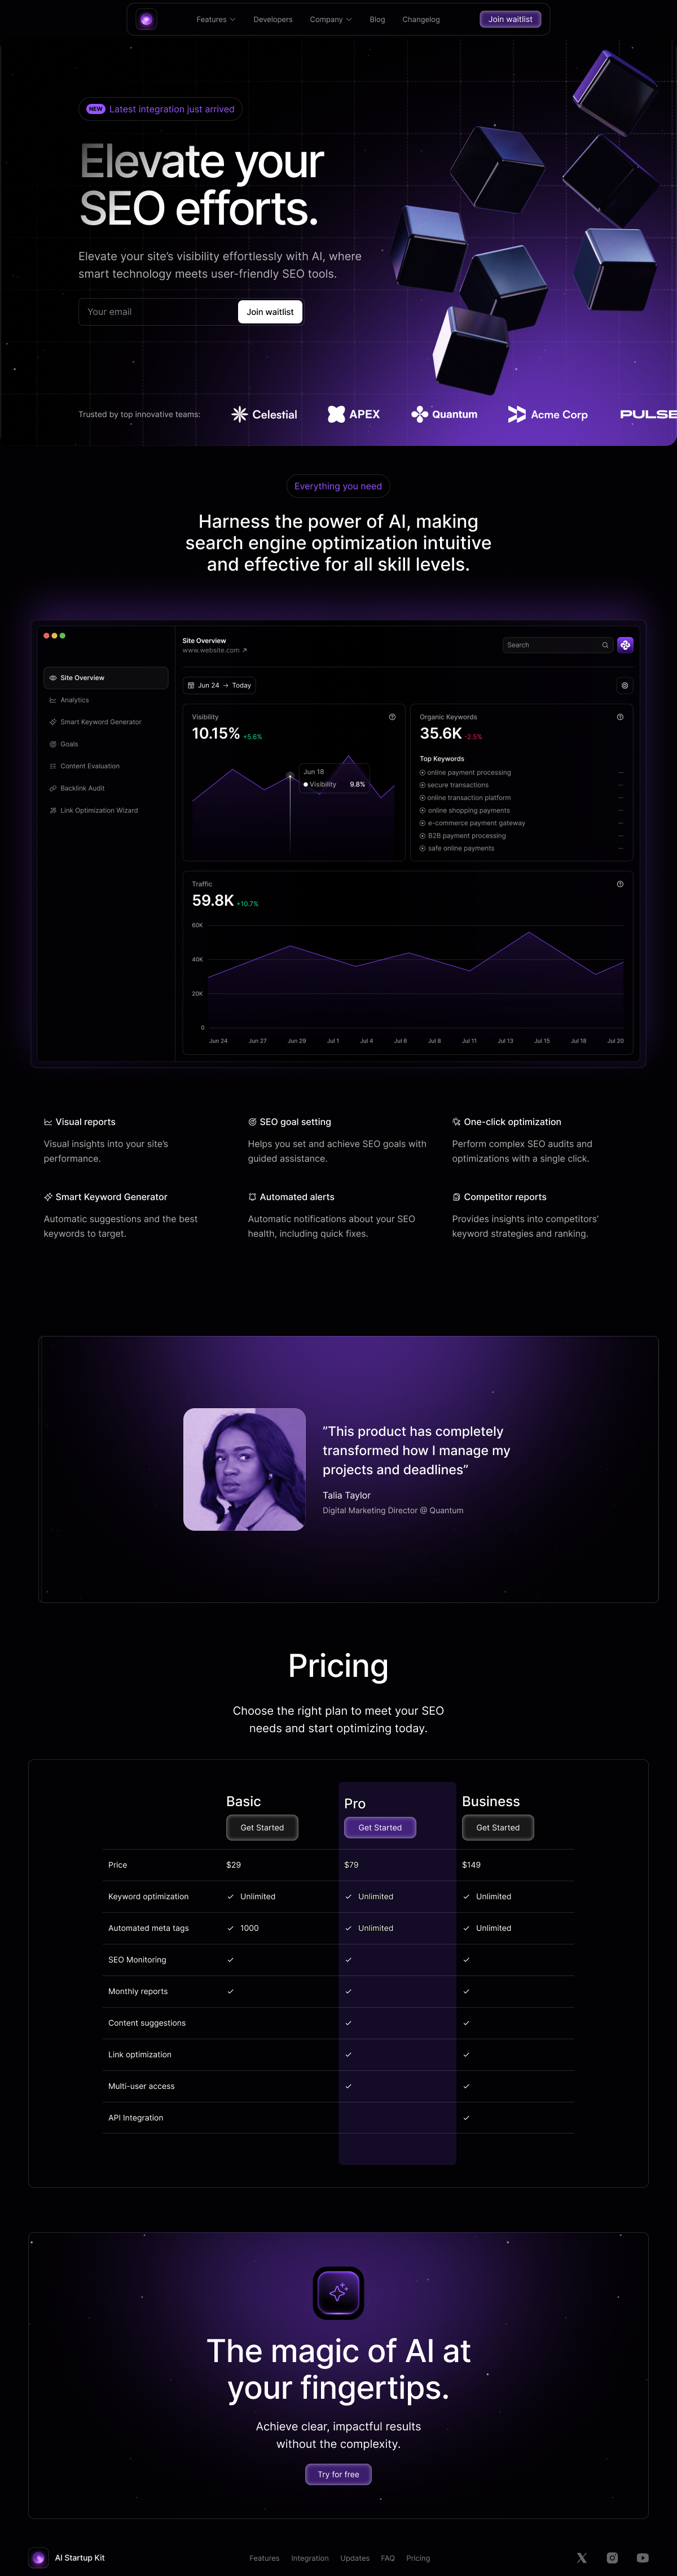 Features
Developers
Company
Blog
Changelog
Join waitlist
NEW
Latest integration just arrived
Elevate your
SEO efforts.
Elevate your site’s visibility effortlessly with AI, where
smart technology meets user-friendly SEO tools.
Your email
Join waitlist
Trusted by top innovative teams:
Celestial
APEX
Quantum
Acme Corp
PULSE
Everything you need
Harness the power of AI, making
search engine optimization intuitive
and effective for all skill levels.
Site Overview
www.website.com
Search
Site Overview
Analytics
Smart Keyword Generator
Goals
Content Evaluation
Backlink Audit
Link Optimization Wizard
Jun 24 → Today
Visibility
10.15% +5.6%
Jun 18
Visibility 9.8%
Organic Keywords
35.6K -2.5%
Top Keywords
online payment processing
secure transactions
online transaction platform
online shopping payments
e-commerce payment gateway
B2B payment processing
safe online payments
Traffic
59.8K +10.7%
60K
40K
20K
0
Jun 24 Jun 27 Jun 29 Jul 1 Jul 4 Jul 6 Jul 8 Jul 11 Jul 13 Jul 15 Jul 18 Jul 20
Visual reports
Visual insights into your site’s
performance.
SEO goal setting
Helps you set and achieve SEO goals with
guided assistance.
One-click optimization
Perform complex SEO audits and
optimizations with a single click.
Smart Keyword Generator
Automatic suggestions and the best
keywords to target.
Automated alerts
Automatic notifications about your SEO
health, including quick fixes.
Competitor reports
Provides insights into competitors’
keyword strategies and ranking.
”This product has completely
transformed how I manage my
projects and deadlines”
Talia Taylor
Digital Marketing Director @ Quantum
Pricing
Choose the right plan to meet your SEO
needs and start optimizing today.
Basic Pro Business
Get Started Get Started Get Started
Price $29 $79 $149
Keyword optimization Unlimited Unlimited Unlimited
Automated meta tags 1000 Unlimited Unlimited
SEO Monitoring
Monthly reports
Content suggestions
Link optimization
Multi-user access
API Integration
The magic of AI at
your fingertips.
Achieve clear, impactful results
without the complexity.
Try for free
AI Startup Kit
Features
Integration
Updates
FAQ
Pricing